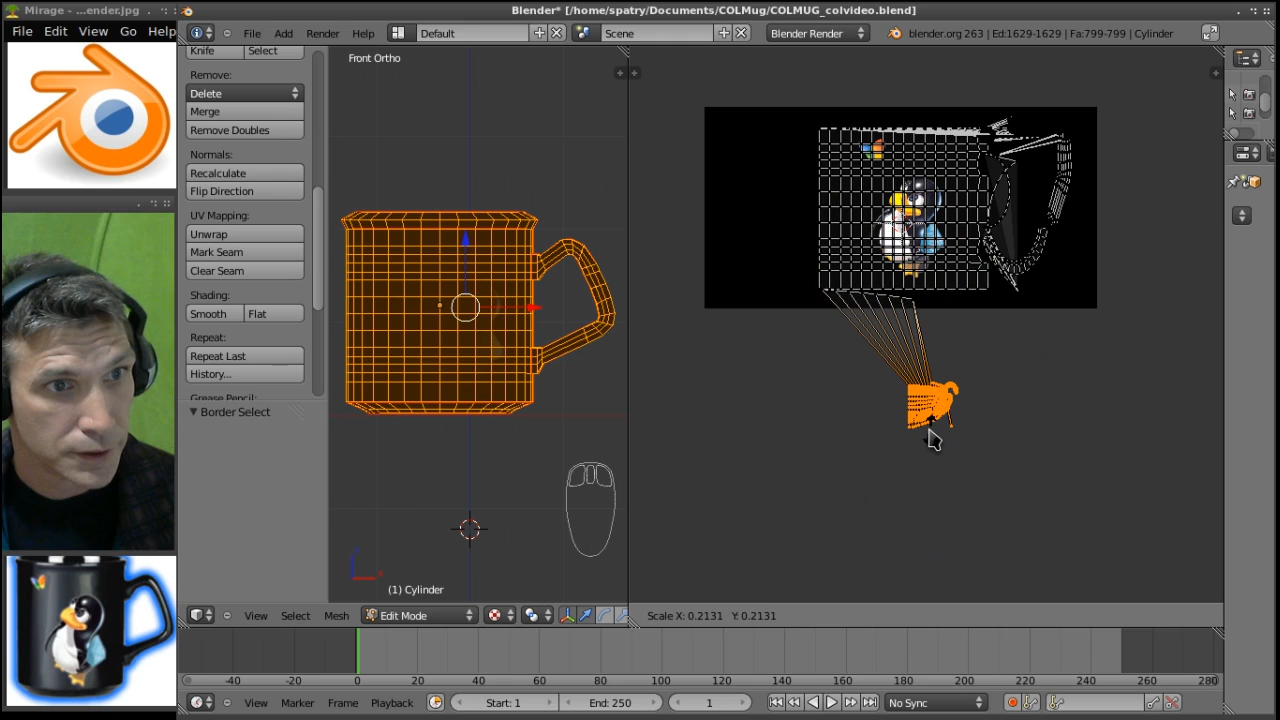 Mirage - ...ender.jpg
File Edit View Go Help
Blender* [/home/spatry/Documents/COLMug/COLMUG_colvideo.blend]
File Add Render Help
Default
Scene
Blender Render
blender.org 263 | Ed:1629-1629 | Fa:799-799 | Cylinder
Knife Select
Remove:
Delete
Merge
Remove Doubles
Normals:
Recalculate
Flip Direction
UV Mapping:
Unwrap
Mark Seam
Clear Seam
Shading:
Smooth Flat
Repeat:
Repeat Last
History...
Grease Pencil:
Border Select
Front Ortho
(1) Cylinder
View Select Mesh
Edit Mode
Scale X: 0.2131 Y: 0.2131
-40 -20 0 20 40 60 80 100 120 140 160 180 200 220 240 260 280
View Marker Frame Playback
Start: 1
End: 250
1
No Sync